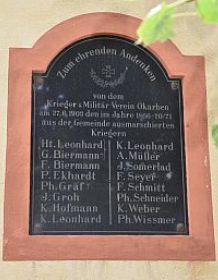 Zum ehrenden Andenken
von dem
Krieger & Militär Verein Okarben
am 27.6.1909 den im Jahre 1866-70/71
aus der Gemeinde ausmarschierten
Kriegern
Ht. Leonhard
G. Biermann
F. Biermann
P. Ekhardt
Ph. Gräf
J. Groh
K. Hofmann
K. Leonhard
K. Leonhard
A. Müller
J. Somerlad
F. Seyer
F. Schmitt
Ph. Schneider
K. Weber
Ph. Wissmer